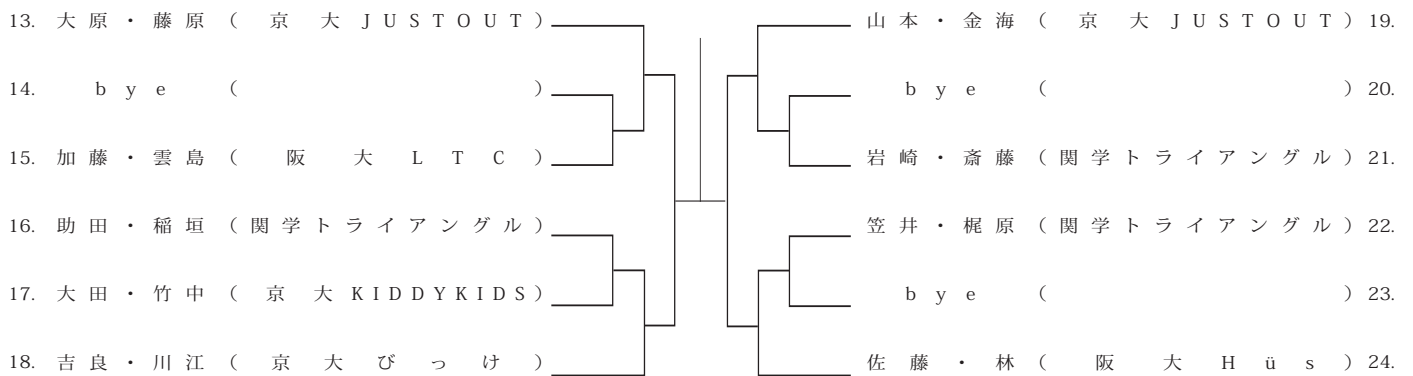 13. 大原・藤原(京大JUSTOUT)
14. bye ( )
15. 加藤・雲島(阪大LTC)
16. 助田・稲垣(関学トライアングル)
17. 大田・竹中(京大KIDDYKIDS)
18. 吉良・川江(京大びっけ)
山本・金海(京大JUSTOUT) 19.
bye ( ) 20.
岩崎・斎藤(関学トライアングル) 21.
笠井・梶原(関学トライアングル) 22.
bye ( ) 23.
佐藤・林(阪大Hüs) 24.